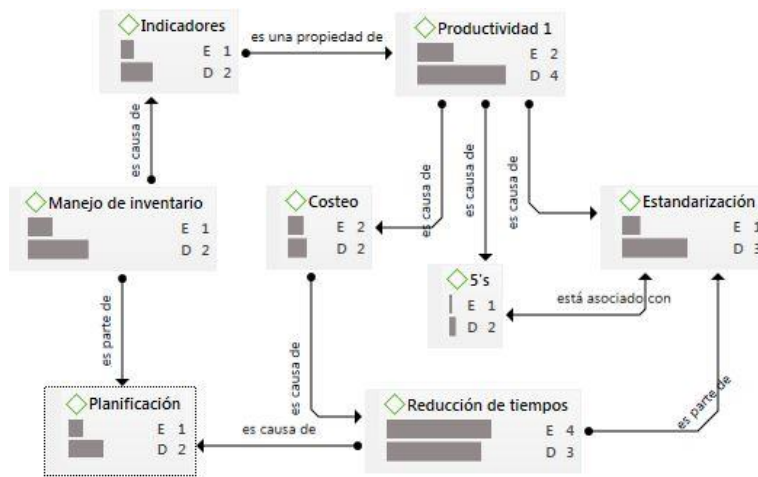 Indicadores
E 1
D 2
es una propiedad de
Productividad 1
E 2
D 4
es causa de
es causa de
es causa de
es causa de
Manejo de inventario
E 1
D 2
Costeo
E 2
D 2
Estandarización
E 1
D 3
5's
E 1
D 2
está asociado con
es parte de
es causa de
es parte de
Planificación
E 1
D 2
es causa de
Reducción de tiempos
E 4
D 3